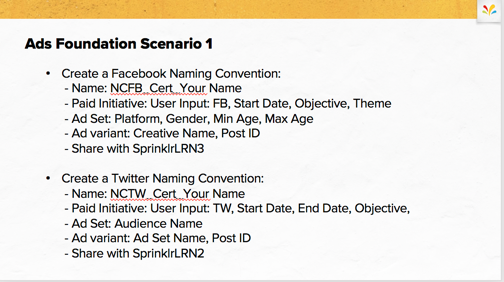 Ads Foundation Scenario 1
• Create a Facebook Naming Convention:
- Name: NCFB_Cert_Your Name
- Paid Initiative: User Input: FB, Start Date, Objective, Theme
- Ad Set: Platform, Gender, Min Age, Max Age
- Ad variant: Creative Name, Post ID
- Share with SprinklrLRN3
• Create a Twitter Naming Convention:
- Name: NCTW_Cert_Your Name
- Paid Initiative: User Input: TW, Start Date, End Date, Objective,
- Ad Set: Audience Name
- Ad variant: Ad Set Name, Post ID
- Share with SprinklrLRN2